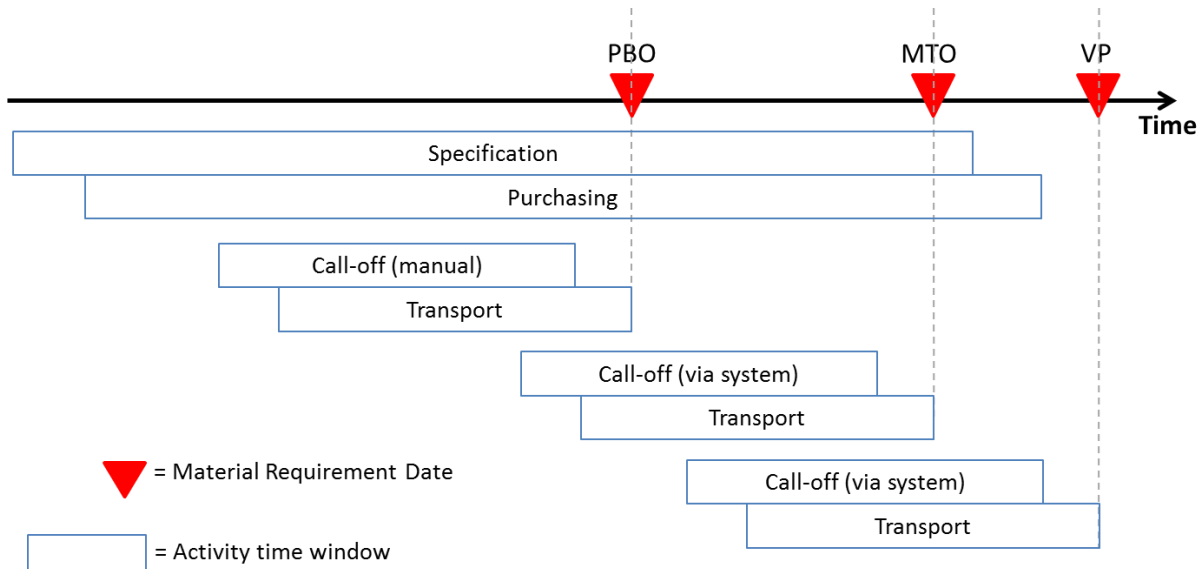 PBO
MTO
VP
Time
Specification
Purchasing
Call-off (manual)
Transport
Call-off (via system)
Transport
= Material Requirement Date
Call-off (via system)
Transport
= Activity time window